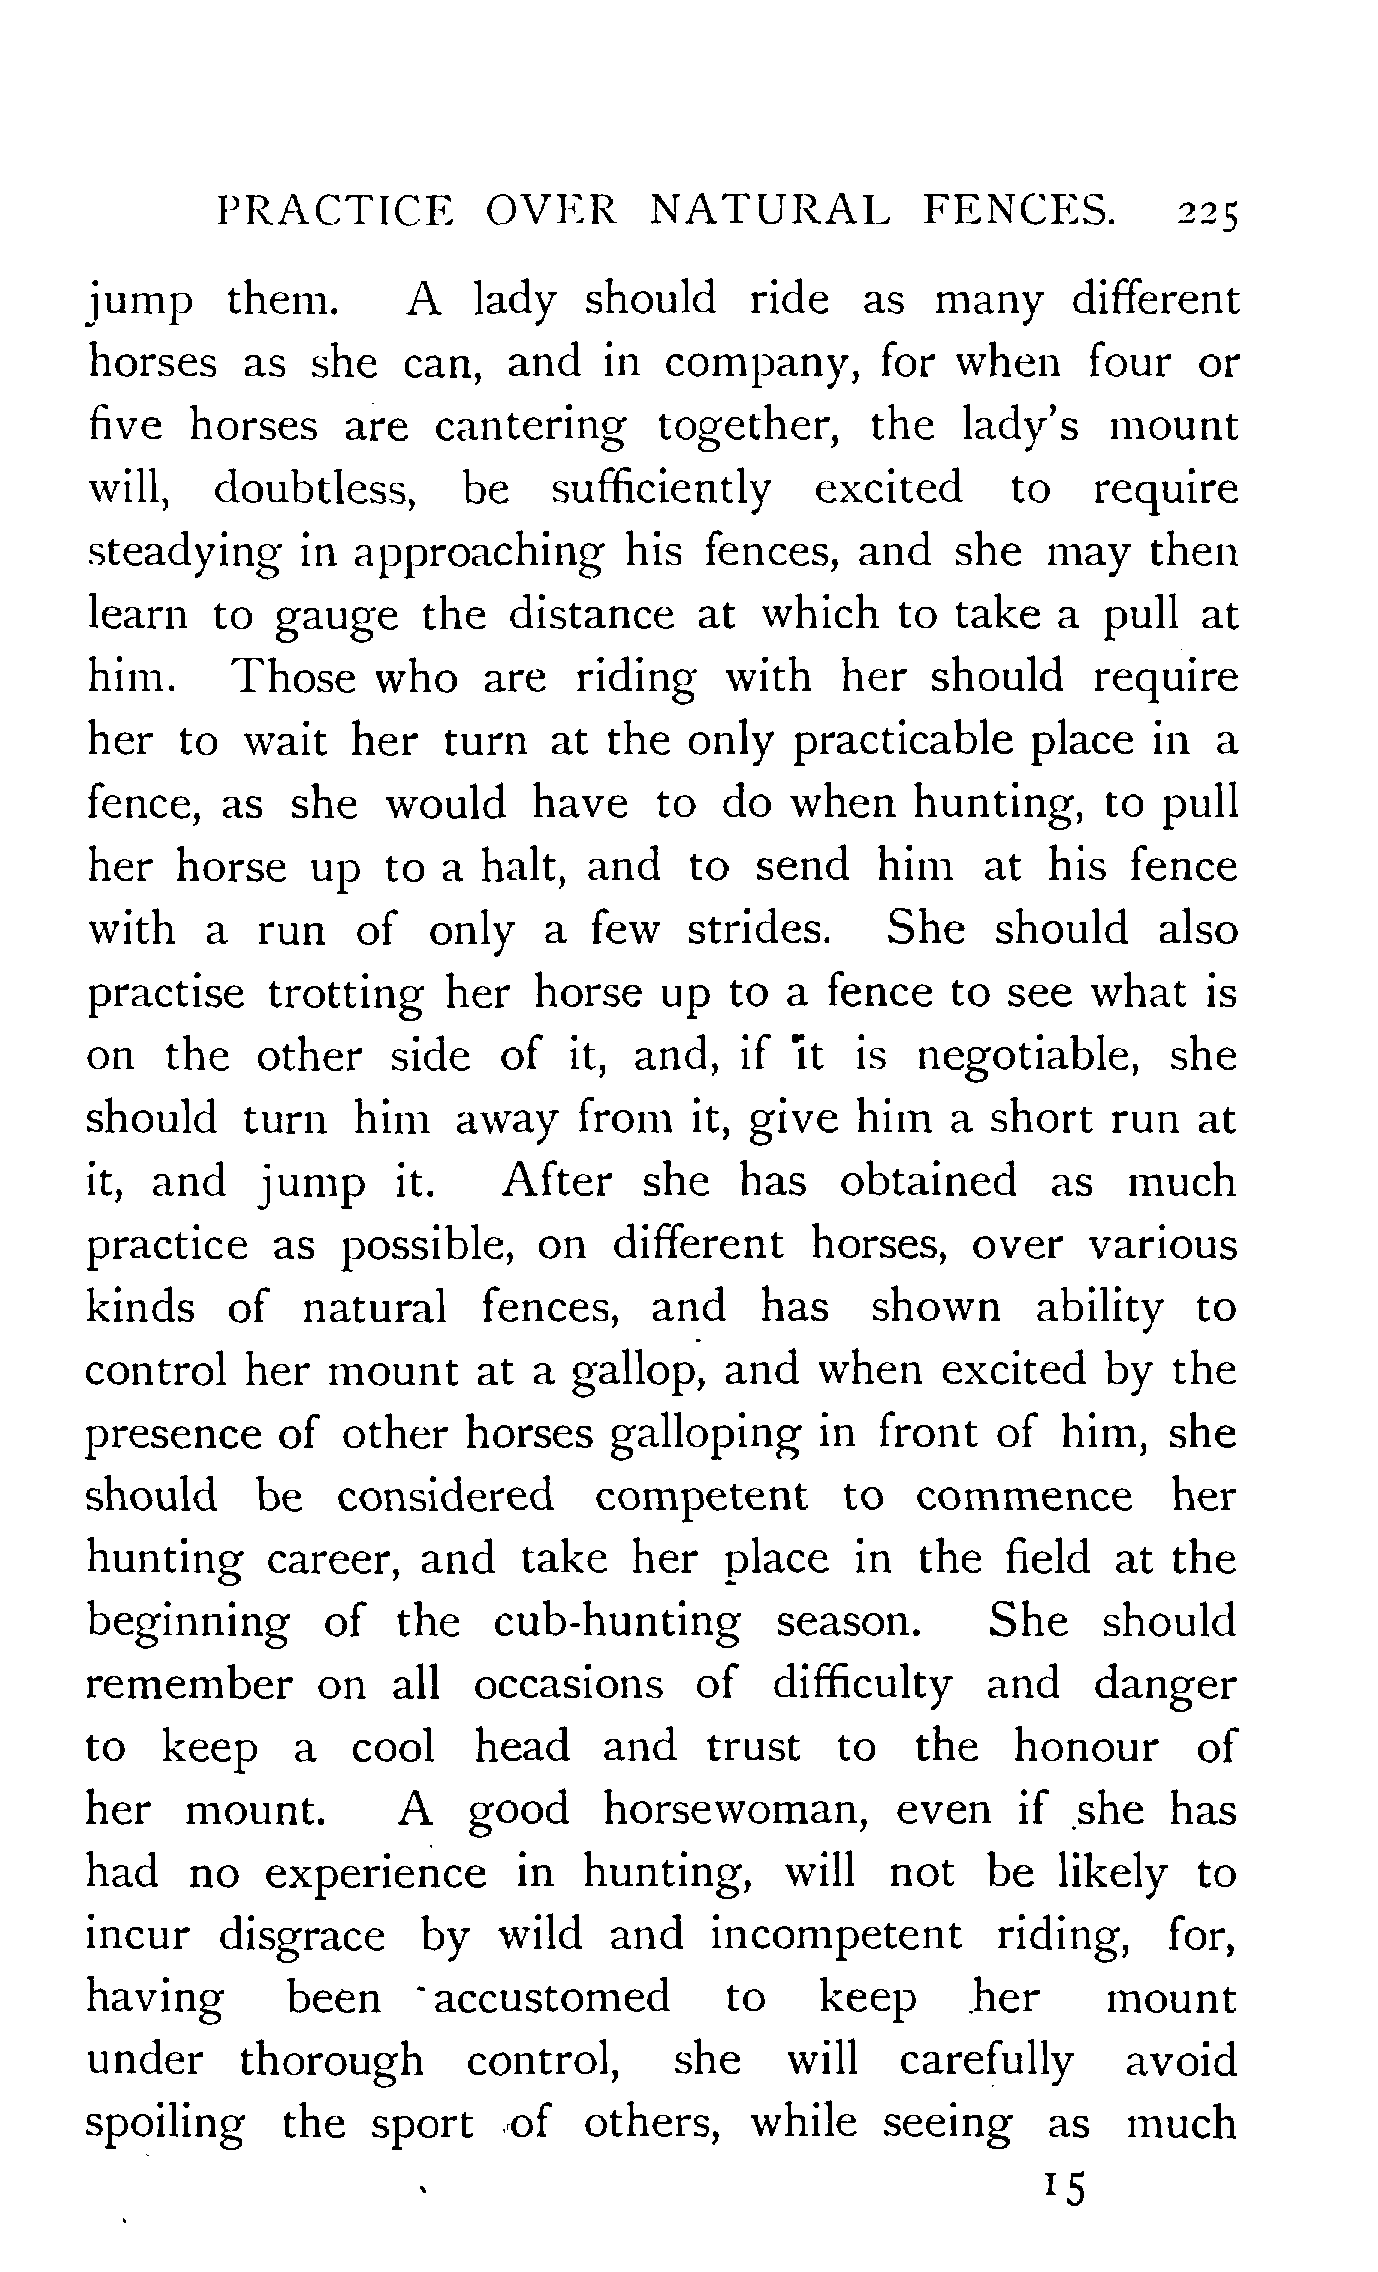 PRACTICE OVER NATURAL FENCES. 225
jump them. A lady should ride as many different
horses as she can, and in company, for when four or
five horses are cantering together, the lady's mount
will, doubtless, be sufficiently excited to require
steadying in approaching his fences, and she may then
learn to gauge the distance at which to take a pull at
him. Those who are riding with her should require
her to wait her turn at the only practicable place in a
fence, as she would have to do when hunting, to pull
her horse up to a halt, and to send him at his fence
with a run of only a few strides. She should also
practise trotting her horse up to a fence to see what is
on the other side of it, and, if it is negotiable, she
should turn him away from it, give him a short run at
it, and jump it. After she has obtained as much
practice as possible, on different horses, over various
kinds of natural fences, and has shown ability to
control her mount at a gallop, and when excited by the
presence of other horses galloping in front of him, she
should be considered competent to commence her
hunting career, and take her place in the field at the
beginning of the cub-hunting season. She should
remember on all occasions of difficulty and danger
to keep a cool head and trust to the honour of
her mount. A good horsewoman, even if she has
had no experience in hunting, will not be likely to
incur disgrace by wild and incompetent riding, for,
having been accustomed to keep her mount
under thorough control, she will carefully avoid
spoiling the sport of others, while seeing as much
15